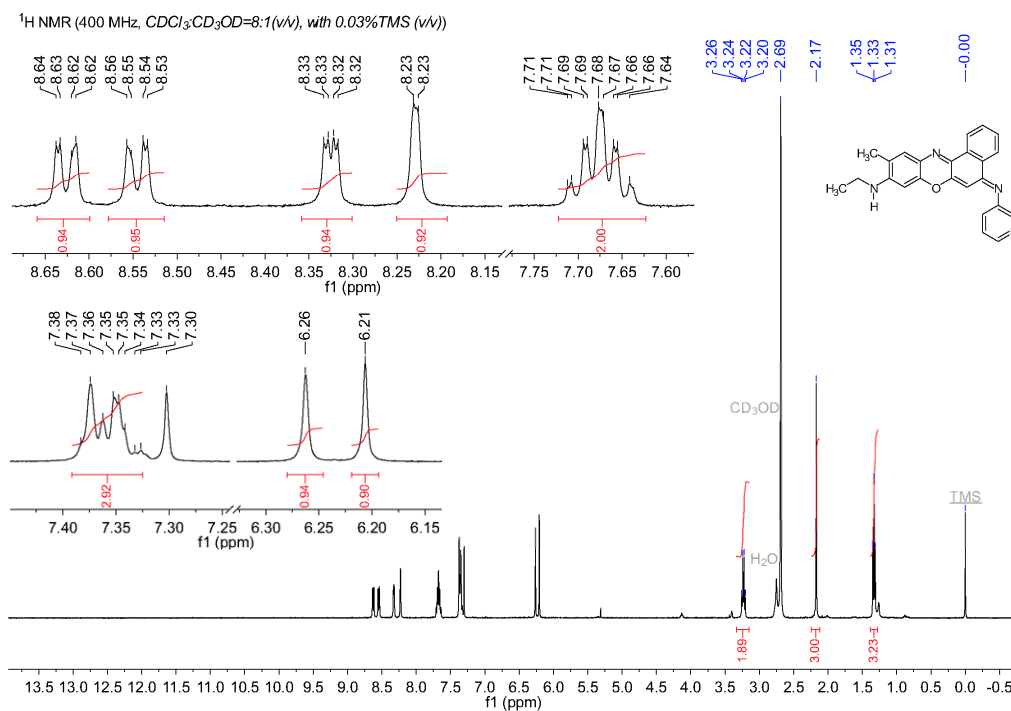 ¹H NMR (400 MHz, CDCl₃:CD₃OD=8:1(v/v), with 0.03%TMS (v/v))
8.64 8.63 8.62 8.62 8.56 8.55 8.54 8.53 8.33 8.33 8.32 8.32 8.23 8.23 7.71 7.71 7.69 7.69 7.68 7.67 7.66 7.66 7.64
3.26 3.24 3.22 3.20 2.69 2.17 1.35 1.33 1.31 -0.00
0.94 0.95 0.94 0.92 2.00
8.65 8.60 8.55 8.50 8.45 8.40 8.35 8.30 8.25 8.20 8.15 7.75 7.70 7.65 7.60
f1 (ppm)
H₃C
N
H₃C
N
H
O
N
7.38 7.37 7.36 7.35 7.35 7.34 7.33 7.33 7.30 6.26 6.21
2.92 0.94 0.90
7.40 7.35 7.30 7.25 6.30 6.25 6.20 6.15
f1 (ppm)
CD₃OD
TMS
H₂O
1.89 3.00 3.23
13.5 13.0 12.5 12.0 11.5 11.0 10.5 10.0 9.5 9.0 8.5 8.0 7.5 7.0 6.5 6.0 5.5 5.0 4.5 4.0 3.5 3.0 2.5 2.0 1.5 1.0 0.5 0.0 -0.5
f1 (ppm)